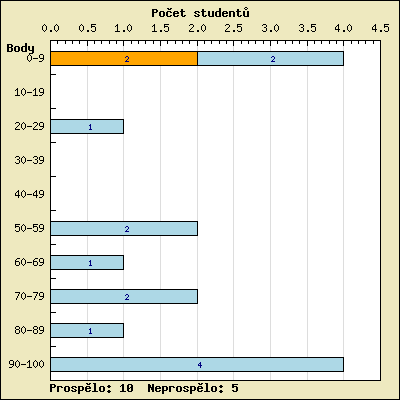 Počet studentů
0.0 0.5 1.0 1.5 2.0 2.5 3.0 3.5 4.0 4.5
Body
0-9 2 2
10-19
20-29 1
30-39
40-49
50-59 2
60-69 1
70-79 2
80-89 1
90-100 4
Prospělo: 10 Neprospělo: 5